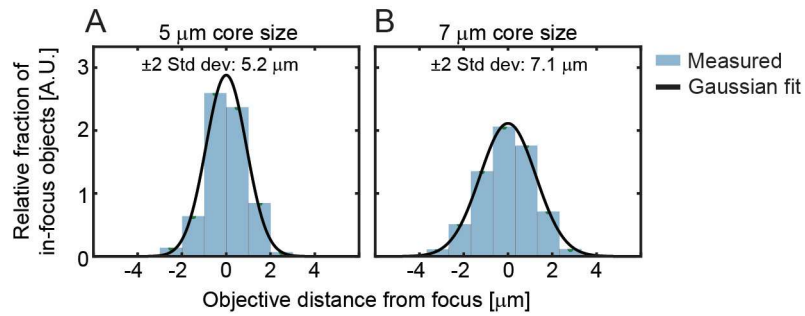 A
5 μm core size
±2 Std dev: 5.2 μm
B
7 μm core size
±2 Std dev: 7.1 μm
Measured
Gaussian fit
Relative fraction of
in-focus objects [A.U.]
3
2
1
0
-4 -2 0 2 4
-4 -2 0 2 4
Objective distance from focus [μm]